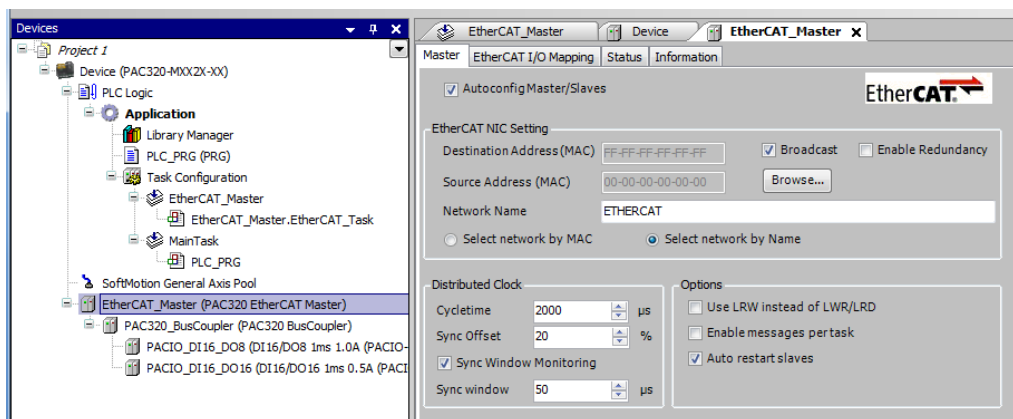 Devices
Project 1
Device (PAC320-MXX2X-XX)
PLC Logic
Application
Library Manager
PLC_PRG (PRG)
Task Configuration
EtherCAT_Master
EtherCAT_Master.EtherCAT_Task
MainTask
PLC_PRG
SoftMotion General Axis Pool
EtherCAT_Master (PAC320 EtherCAT Master)
PAC320_BusCoupler (PAC320 BusCoupler)
PACIO_DI16_DO8 (DI16/DO8 1ms 1.0A (PACIO-
PACIO_DI16_DO16 (DI16/DO16 1ms 0.5A (PACI
EtherCAT_Master Device EtherCAT_Master
Master EtherCAT I/O Mapping Status Information
Autoconfig Master/Slaves
EtherCAT.
EtherCAT NIC Setting
Destination Address (MAC) FF-FF-FF-FF-FF-FF Broadcast Enable Redundancy
Source Address (MAC) 00-00-00-00-00-00 Browse...
Network Name ETHERCAT
Select network by MAC Select network by Name
Distributed Clock
Cycletime 2000 µs
Sync Offset 20 %
Sync Window Monitoring
Sync window 50 µs
Options
Use LRW instead of LWR/LRD
Enable messages per task
Auto restart slaves